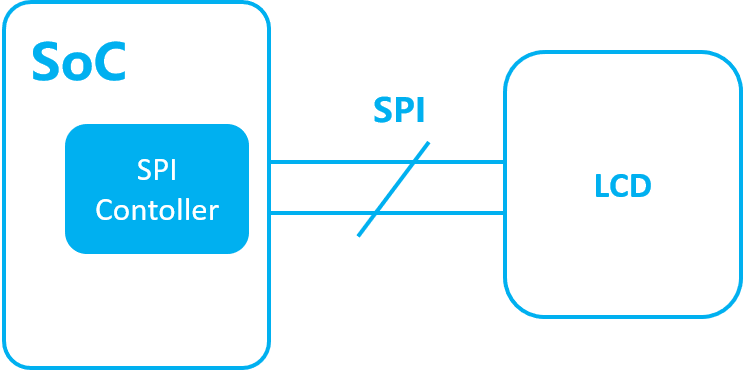 SoC
SPI
SPI
Contoller
LCD